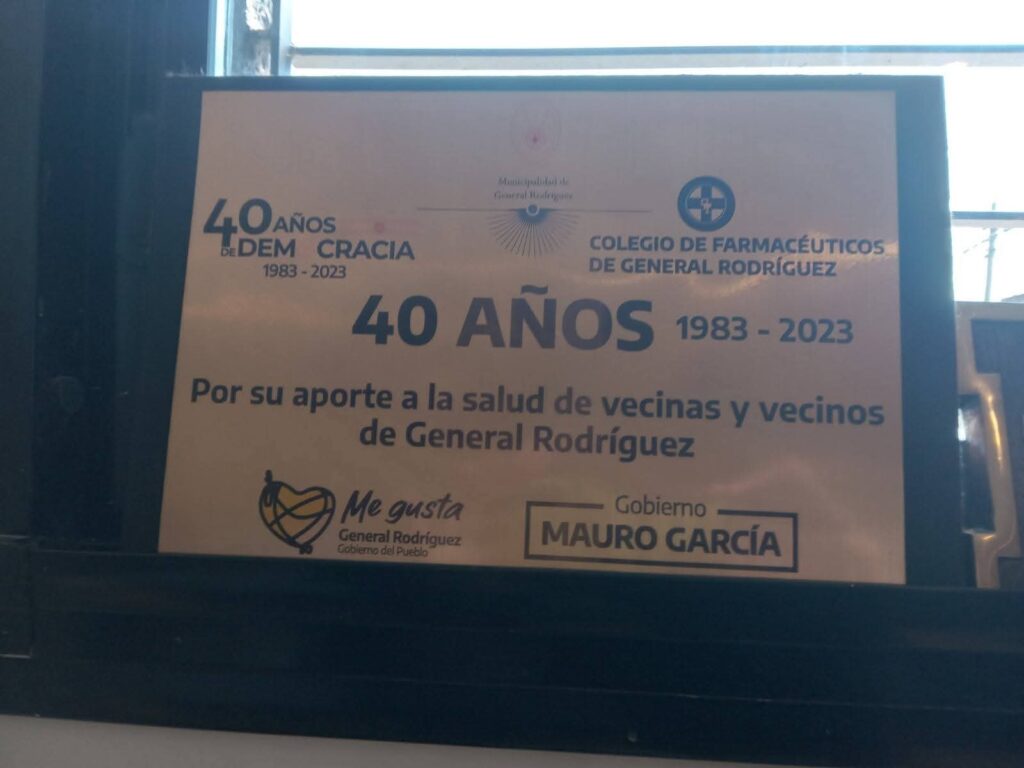 40 AÑOS
DE DEM CRACIA
1983 - 2023
Municipalidad de
General Rodríguez
COLEGIO DE FARMACÉUTICOS
DE GENERAL RODRÍGUEZ
40 AÑOS 1983 - 2023
Por su aporte a la salud de vecinas y vecinos
de General Rodríguez
Me gusta
General Rodríguez
Gobierno del Pueblo
Gobierno
MAURO GARCÍA